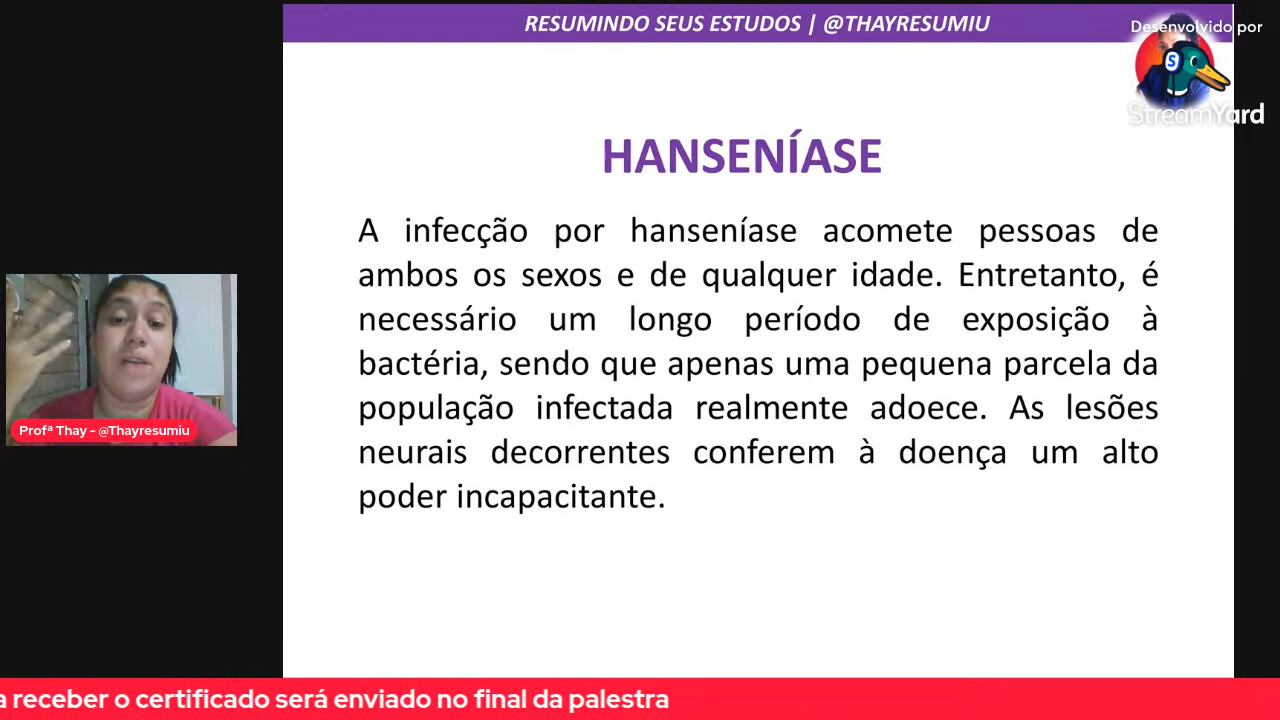 RESUMINDO SEUS ESTUDOS | @THAYRESUMIU
Desenvolvido por
S
StreamYard
HANSENÍASE
A infecção por hanseníase acomete pessoas de
ambos os sexos e de qualquer idade. Entretanto, é
necessário um longo período de exposição à
bactéria, sendo que apenas uma pequena parcela da
população infectada realmente adoece. As lesões
neurais decorrentes conferem à doença um alto
poder incapacitante.
Profª Thay - @Thayresumiu
a receber o certificado será enviado no final da palestra